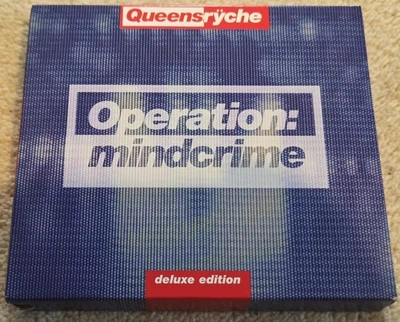 Queensrÿche
Operation:
mindcrime
deluxe edition